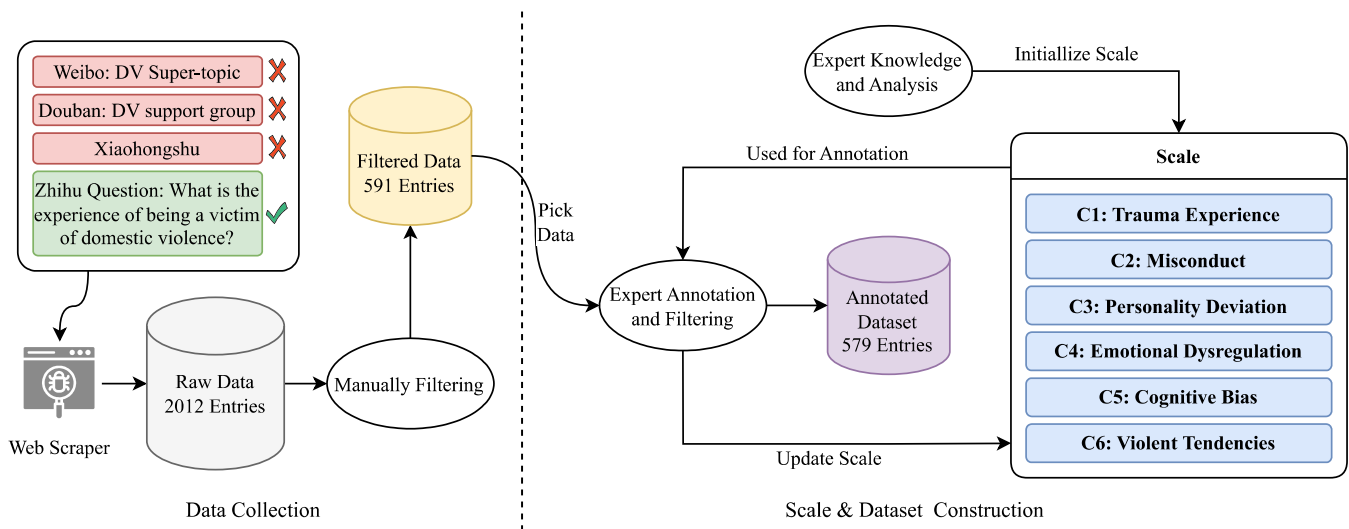 Weibo: DV Super-topic
Douban: DV support group
Xiaohongshu
Zhihu Question: What is the
experience of being a victim
of domestic violence?
Web Scraper
Raw Data
2012 Entries
Manually Filtering
Filtered Data
591 Entries
Data Collection
Pick
Data
Expert Knowledge
and Analysis
Initiallize Scale
Used for Annotation
Expert Annotation
and Filtering
Annotated
Dataset
579 Entries
Update Scale
Scale
C1: Trauma Experience
C2: Misconduct
C3: Personality Deviation
C4: Emotional Dysregulation
C5: Cognitive Bias
C6: Violent Tendencies
Scale & Dataset Construction